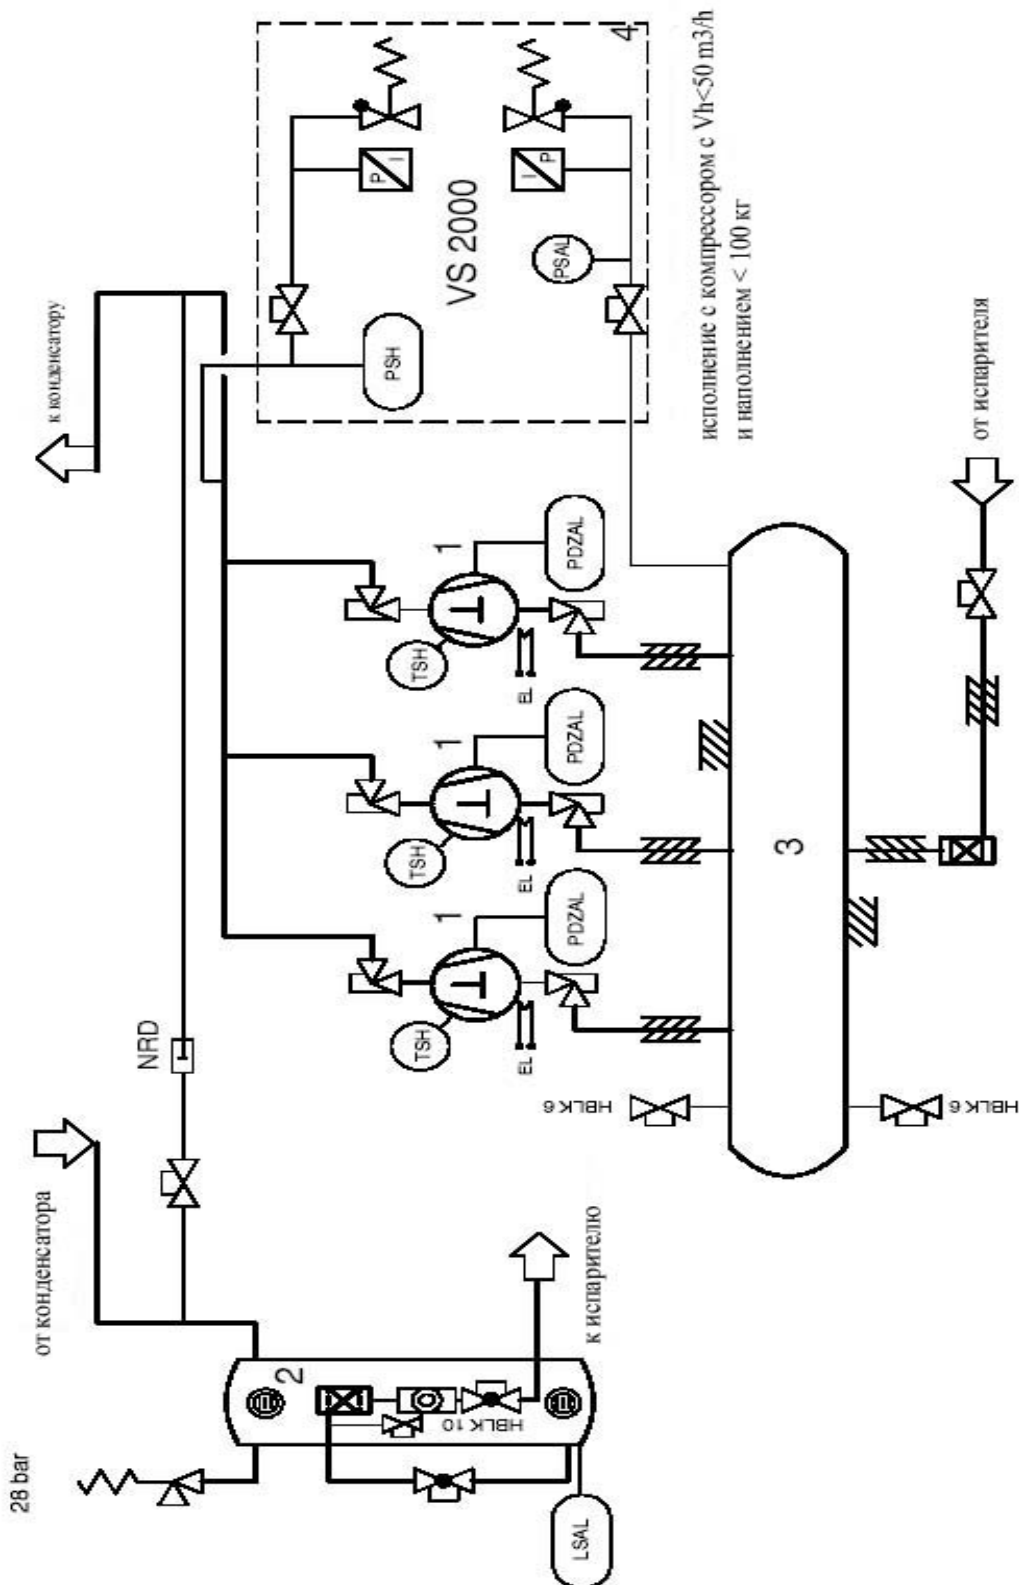 28 bar
от конденсатора
к конденсатору
NRD
2
P
I
PSH
TSH
TSH
TSH
1
1
1
VS 2000
HBLK 10
EL
EL
EL
I
P
PSAL
LSAL
PDZAL
PDZAL
PDZAL
к испарителю
HBLK 6
4
исполнение с компрессором с Vh<50 m3/h
и наполнением < 100 кг
3
HBLK 6
от испарителя